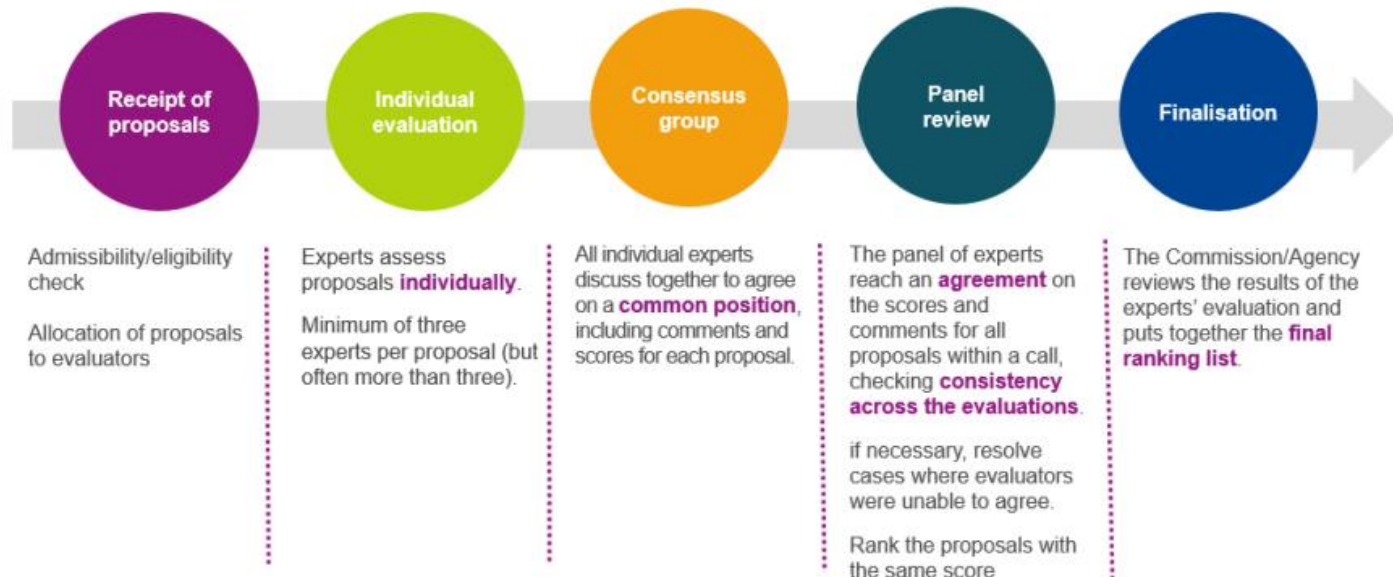 Receipt of
proposals
Individual
evaluation
Consensus
group
Panel
review
Finalisation
Admissibility/eligibility
check
Allocation of proposals
to evaluators
Experts assess
proposals individually.
Minimum of three
experts per proposal (but
often more than three).
All individual experts
discuss together to agree
on a common position,
including comments and
scores for each proposal.
The panel of experts
reach an agreement on
the scores and
comments for all
proposals within a call,
checking consistency
across the evaluations.
if necessary, resolve
cases where evaluators
were unable to agree.
Rank the proposals with
the same score
The Commission/Agency
reviews the results of the
experts' evaluation and
puts together the final
ranking list.